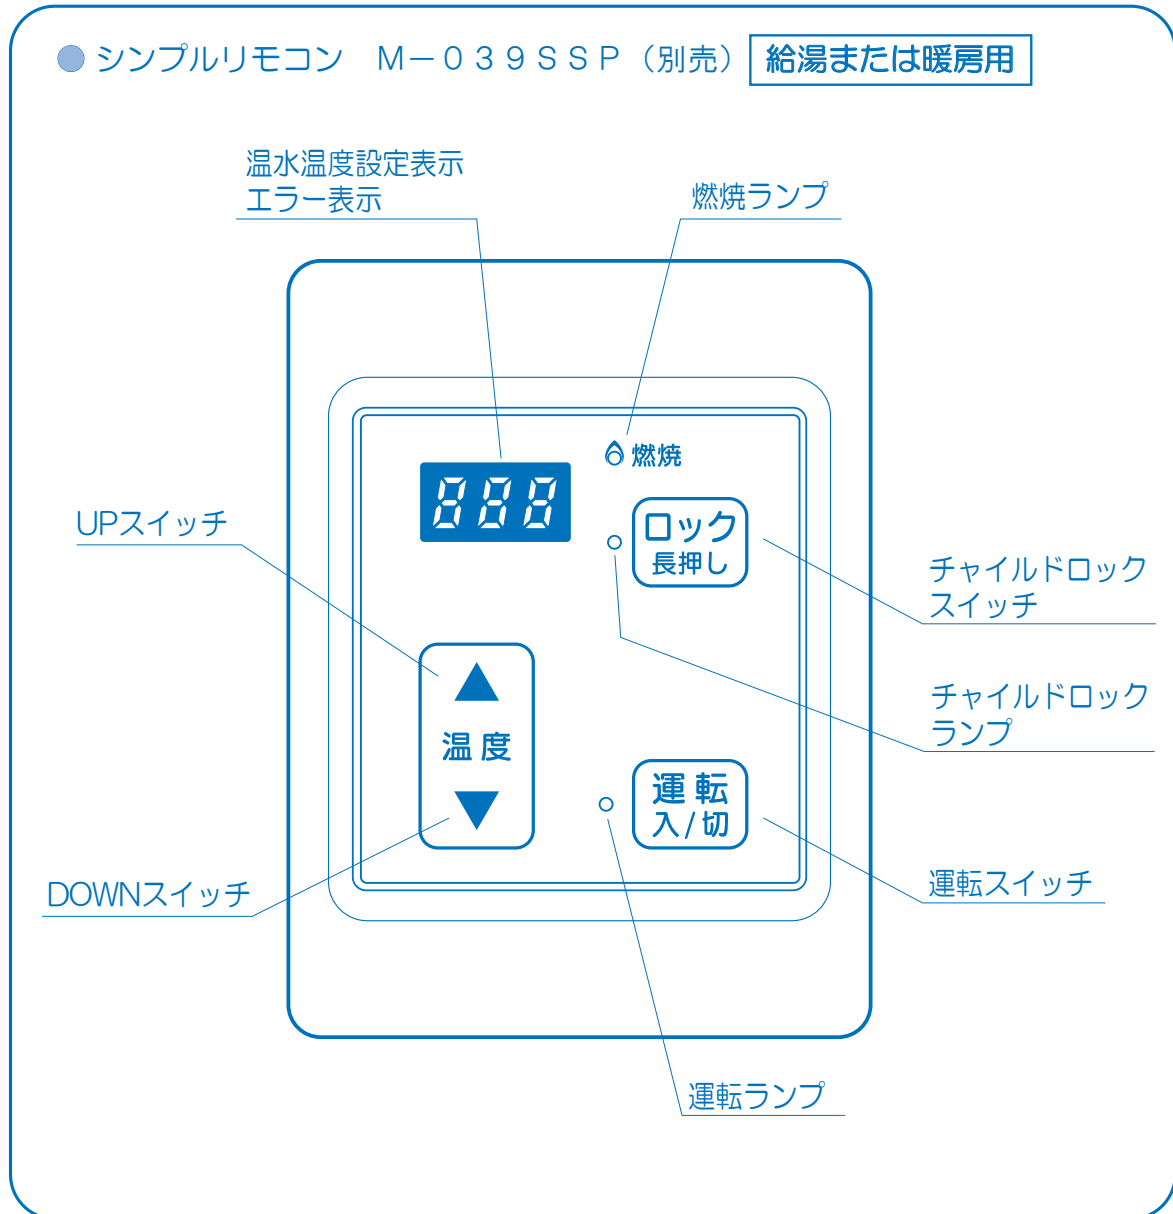 シンプルリモコン　Ｍ－０３９ＳＳＰ（別売） 給湯または暖房用
温水温度設定表示
エラー表示
燃焼ランプ
燃焼
888
UPスイッチ
ロック
長押し
チャイルドロック
スイッチ
チャイルドロック
ランプ
▲
温度
▼
運転
入/切
DOWNスイッチ
運転スイッチ
運転ランプ